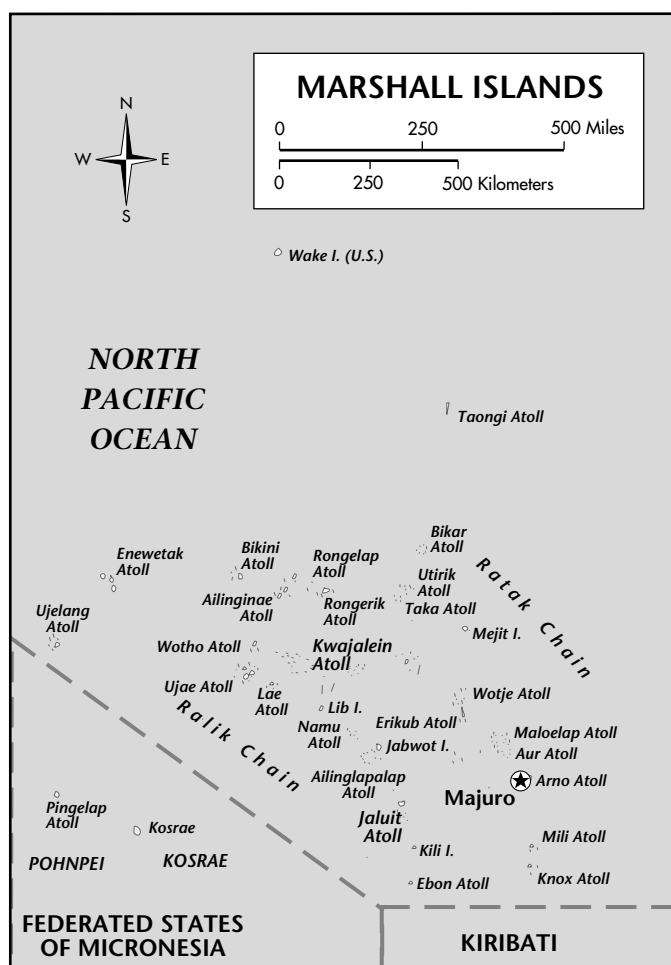 MARSHALL ISLANDS
0 250 500 Miles
0 250 500 Kilometers
N
W E
S
Wake I. (U.S.)
NORTH
PACIFIC
OCEAN
Taongi Atoll
Bikar
Atoll
Enewetak
Atoll
Bikini
Atoll
Rongelap
Atoll
Utirik
Atoll
Ratak Chain
Ailinginae Atoll
Rongerik
Atoll
Taka Atoll
Ujelang
Atoll
Mejit I.
Wotho Atoll
Kwajalein
Atoll
Ujae Atoll
Lae
Atoll
Wotje Atoll
Ralik Chain
Lib I.
Erikub Atoll
Namu
Atoll
Maloelap Atoll
Jabwot I.
Aur Atoll
Ailinglapalap
Atoll
Arno Atoll
Majuro
Pingelap
Atoll
Jaluit
Atoll
Kosrae
Mili Atoll
Kili I.
POHNPEI
KOSRAE
Knox Atoll
Ebon Atoll
FEDERATED STATES
OF MICRONESIA
KIRIBATI